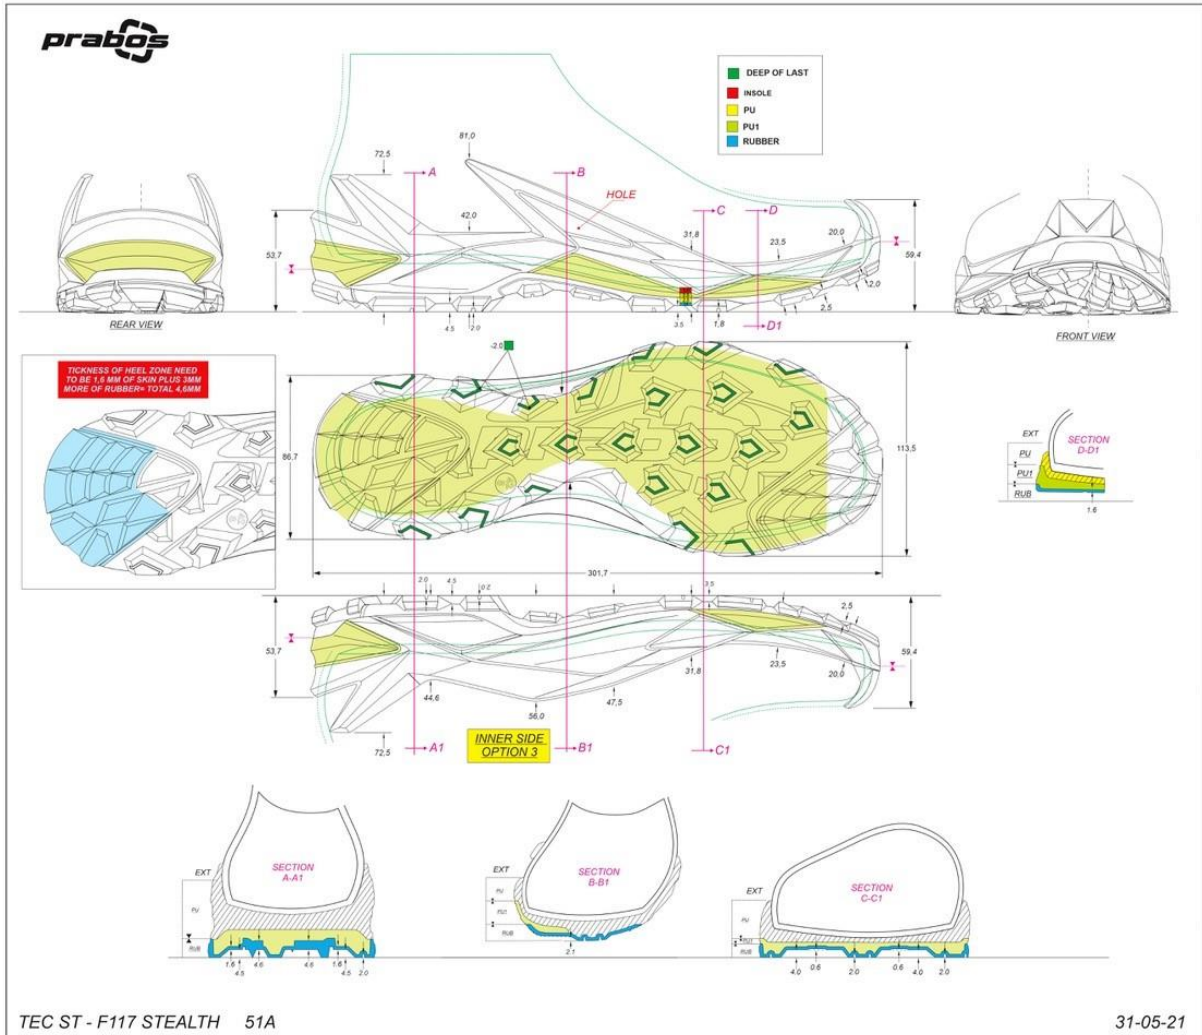 prabos
DEEP OF LAST
INSOLE
PU
PU1
RUBBER
81,0
72,5
A
B
HOLE
C
D
42,0
31,8
23,5
20,0
53,7
59,4
2,0
2,5
4.5
2.0
3.5
1,8
D1
REAR VIEW
FRONT VIEW
-2.0
TICKNESS OF HEEL ZONE NEED
TO BE 1,6 MM OF SKIN PLUS 3MM
MORE OF RUBBER= TOTAL 4,6MM
86,7
113,5
EXT
SECTION
D-D1
PU
PU1
RUB
1.6
301,7
2.0
4.5
2.0
3.5
2,5
53,7
59,4
44,6
31,8
23,5
20,0
56,0
47,5
72,5
A1
INNER SIDE
OPTION 3
B1
C1
EXT
SECTION
A-A1
PU
RUB
1.6
4.5
4.6
4.6
1.6
4.5
2.0
EXT
SECTION
B-B1
PU
PU1
RUB
2.1
EXT
SECTION
C-C1
PU
PU1
RUB
4.0
0.6
2.0
0.6
4.0
2.0
TEC ST - F117 STEALTH 51A
31-05-21